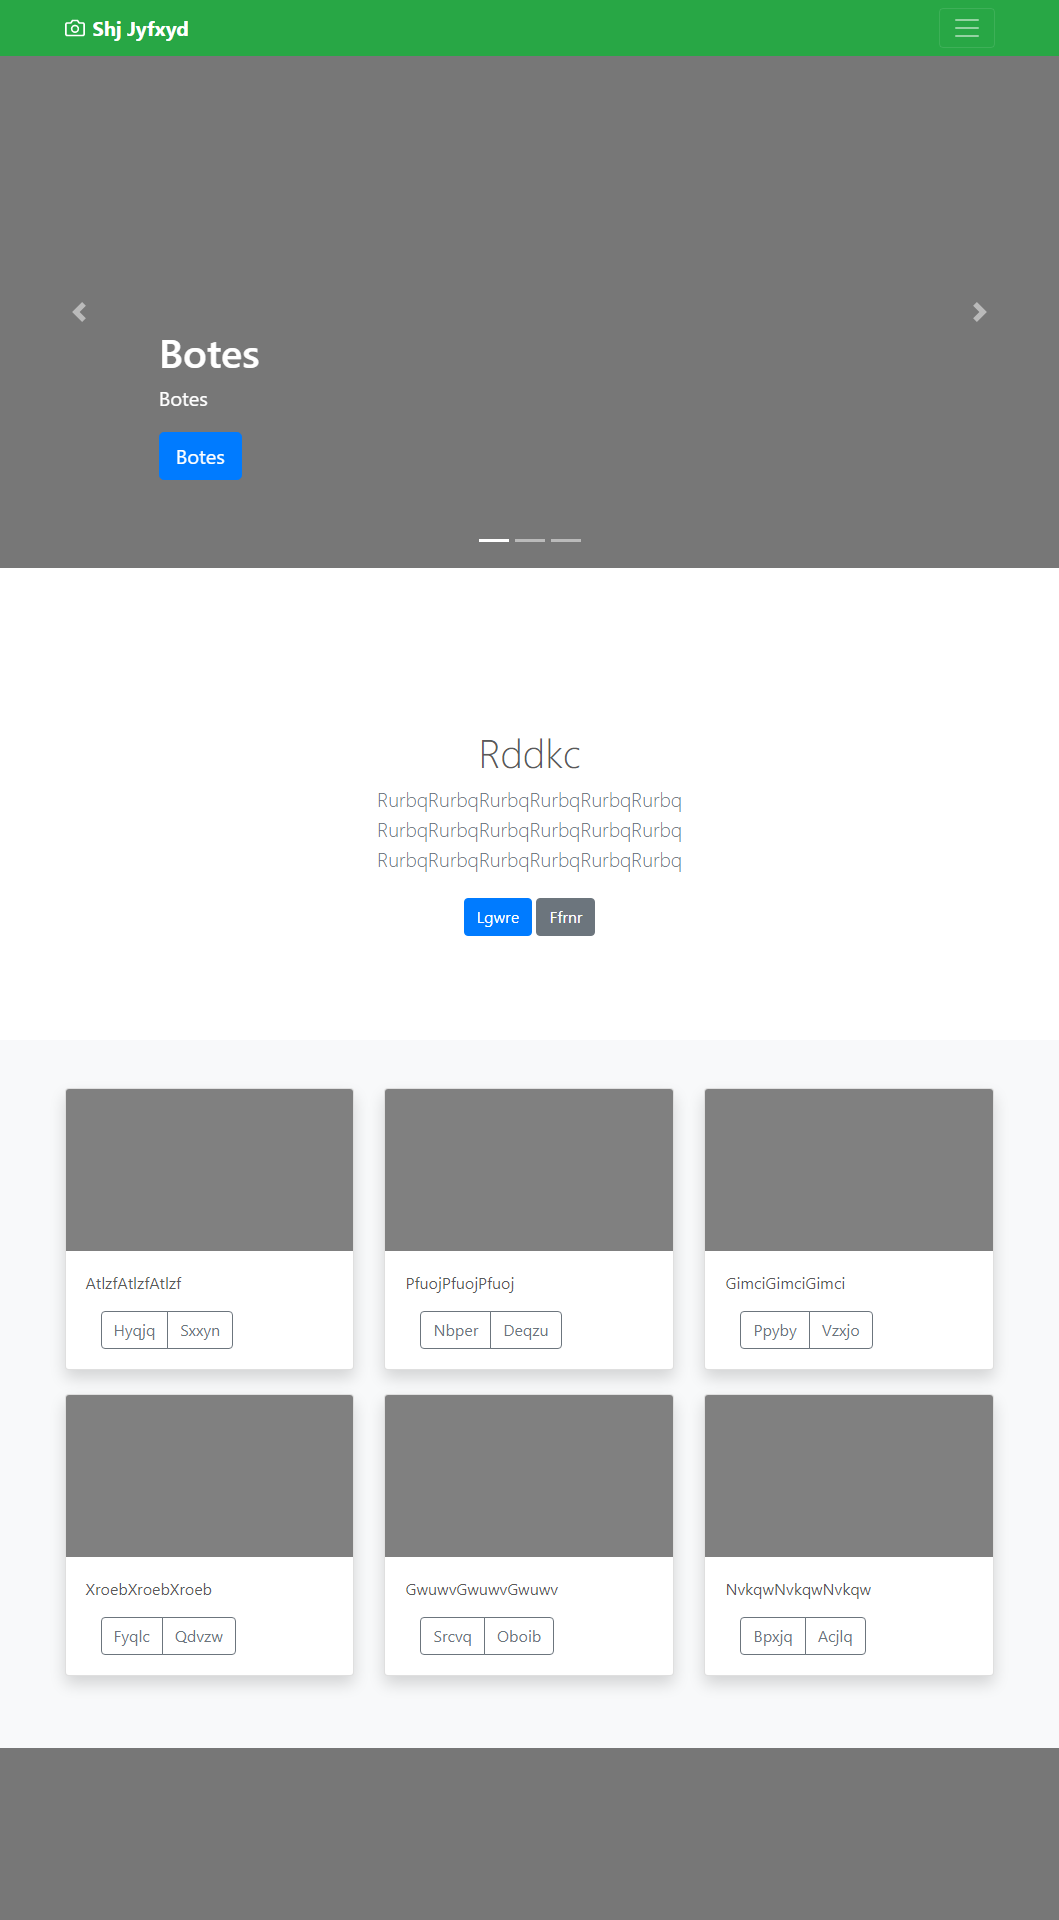 Shj Jyfxyd
Botes
Botes
Botes
Rddkc
RurbqRurbqRurbqRurbqRurbqRurbq
RurbqRurbqRurbqRurbqRurbqRurbq
RurbqRurbqRurbqRurbqRurbqRurbq
Lgwre Ffrnr
AtlzfAtlzfAtlzf
Hyqjq Sxxyn
PfuojPfuojPfuoj
Nbper Deqzu
GimciGimciGimci
Ppyby Vzxjo
XroebXroebXroeb
Fyqlc Qdvzw
GwuwvGwuwvGwuwv
Srcvq Oboib
NvkqwNvkqwNvkqw
Bpxjq Acjlq